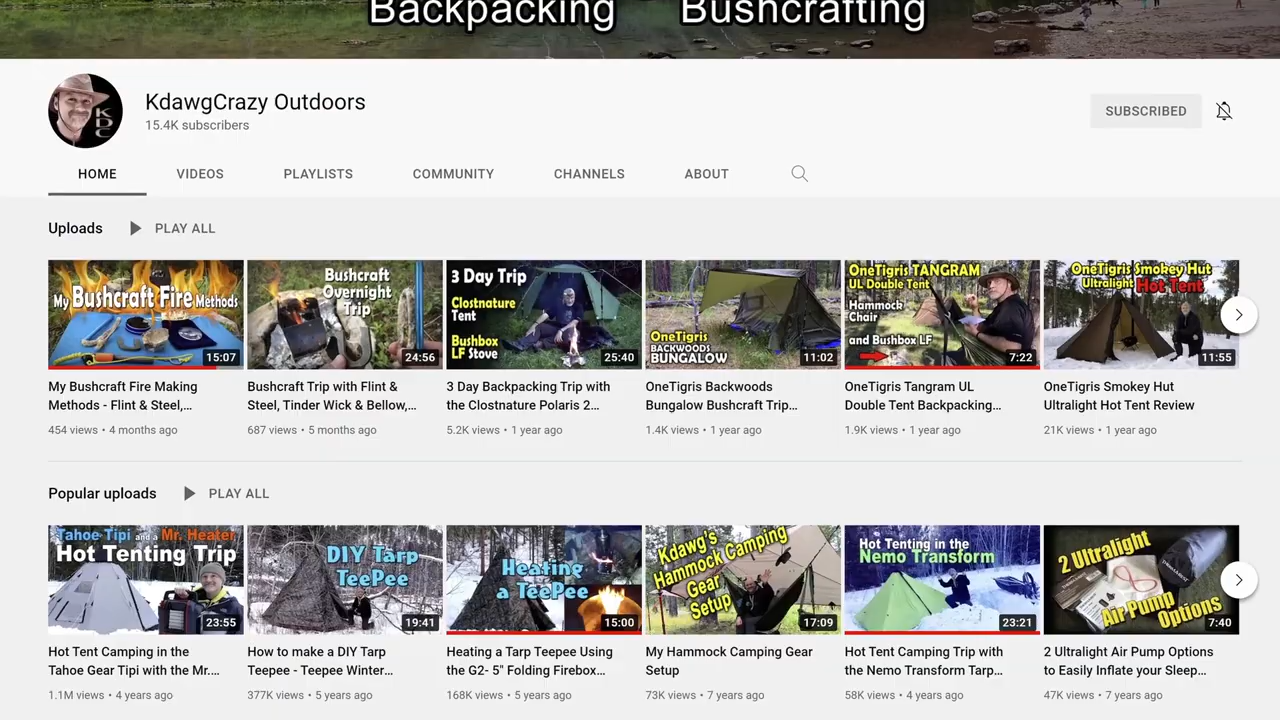 Backpacking Bushcrafting
KdawgCrazy Outdoors
15.4K subscribers
KDC
SUBSCRIBED
HOME VIDEOS PLAYLISTS COMMUNITY CHANNELS ABOUT
Uploads PLAY ALL
My Bushcraft Fire Methods
15:07
Bushcraft
Overnight
Trip
24:56
3 Day Trip
Clostnature
Tent
Bushbox
LF Stove
25:40
OneTigris
BACKWOODS
BUNGALOW
11:02
OneTigris TANGRAM
UL Double Tent
Hammock
Chair
and Bushbox LF
7:22
OneTigris Smokey Hut
Ultralight Hot Tent
11:55
My Bushcraft Fire Making
Methods - Flint & Steel,...
454 views • 4 months ago
Bushcraft Trip with Flint &
Steel, Tinder Wick & Bellow,...
687 views • 5 months ago
3 Day Backpacking Trip with
the Clostnature Polaris 2...
5.2K views • 1 year ago
OneTigris Backwoods
Bungalow Bushcraft Trip...
1.4K views • 1 year ago
OneTigris Tangram UL
Double Tent Backpacking...
1.9K views • 1 year ago
OneTigris Smokey Hut
Ultralight Hot Tent Review
21K views • 1 year ago
Popular uploads PLAY ALL
Tahoe Tipi and a Mr. Heater
Hot Tenting Trip
23:55
DIY Tarp
TeePee
19:41
Heating
a TeePee
15:00
Kdawg's
Hammock Camping
Gear
Setup
17:09
Hot Tenting in the
Nemo Transform
23:21
2 Ultralight
Air Pump
Options
7:40
Hot Tent Camping in the
Tahoe Gear Tipi with the Mr....
1.1M views • 4 years ago
How to make a DIY Tarp
Teepee - Teepee Winter...
377K views • 5 years ago
Heating a Tarp Teepee Using
the G2- 5" Folding Firebox...
168K views • 5 years ago
My Hammock Camping Gear
Setup
73K views • 7 years ago
Hot Tent Camping Trip with
the Nemo Transform Tarp...
58K views • 4 years ago
2 Ultralight Air Pump Options
to Easily Inflate your Sleep...
47K views • 7 years ago